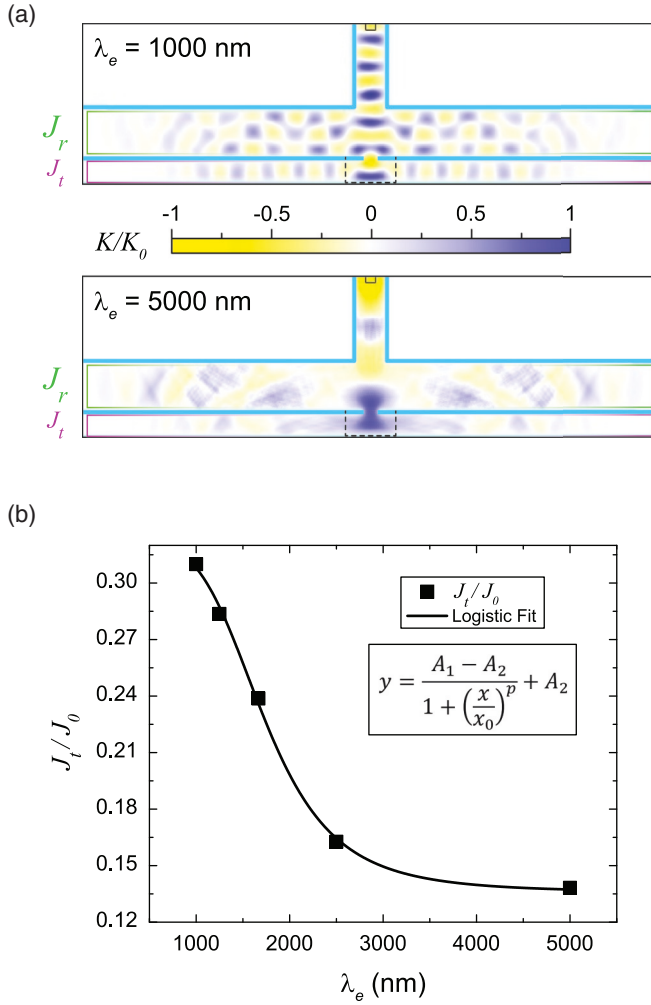 (a)
λe = 1000 nm
Jr
Jt
-1 -0.5 0 0.5 1
K/K0
λe = 5000 nm
Jr
Jt
(b)
0.30
0.27
0.24
0.21
0.18
0.15
0.12
Jt/J0
Jt/J0
Logistic Fit
y = (A1 − A2) / (1 + (x/x0)^p) + A2
1000 2000 3000 4000 5000
λe (nm)